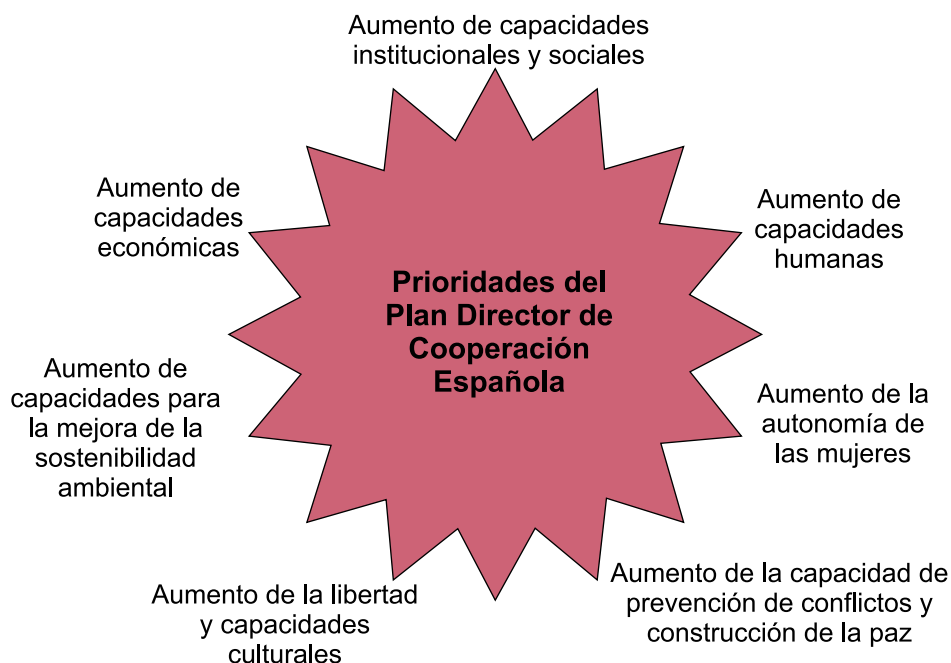 Aumento de capacidades
institucionales y sociales
Aumento de
capacidades
económicas
Aumento de
capacidades
humanas
Prioridades del
Plan Director de
Cooperación
Española
Aumento de
capacidades para
la mejora de la
sostenibilidad
ambiental
Aumento de la
autonomía de
las mujeres
Aumento de la libertad
y capacidades
culturales
Aumento de la capacidad de
prevención de conflictos y
construcción de la paz